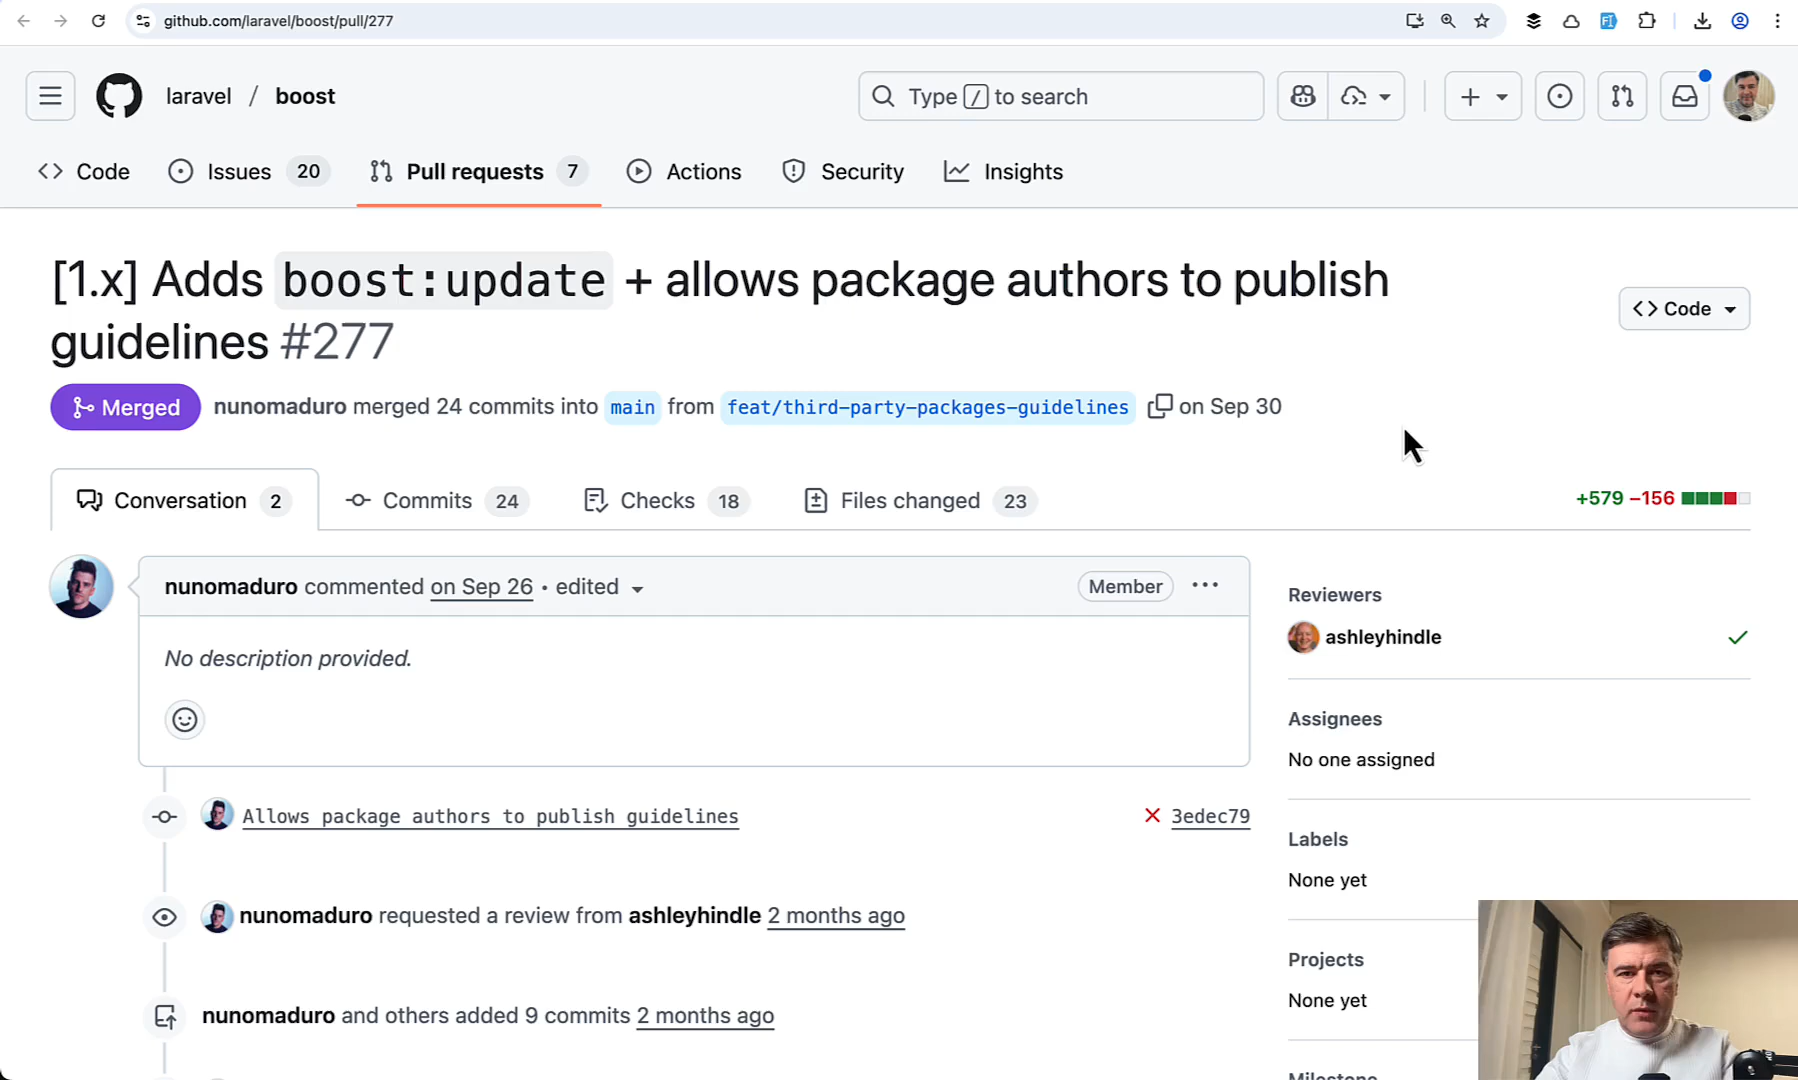 github.com/laravel/boost/pull/277
laravel / boost
Type / to search
Code
Issues 20
Pull requests 7
Actions
Security
Insights
[1.x] Adds boost:update + allows package authors to publish
guidelines #277
Code
Merged
nunomaduro merged 24 commits into main from feat/third-party-packages-guidelines on Sep 30
Conversation 2
Commits 24
Checks 18
Files changed 23
+579 −156
nunomaduro commented on Sep 26 • edited
Member
No description provided.
Reviewers
ashleyhindle
Assignees
No one assigned
Allows package authors to publish guidelines
3edec79
Labels
None yet
nunomaduro requested a review from ashleyhindle 2 months ago
Projects
None yet
nunomaduro and others added 9 commits 2 months ago
Milestone